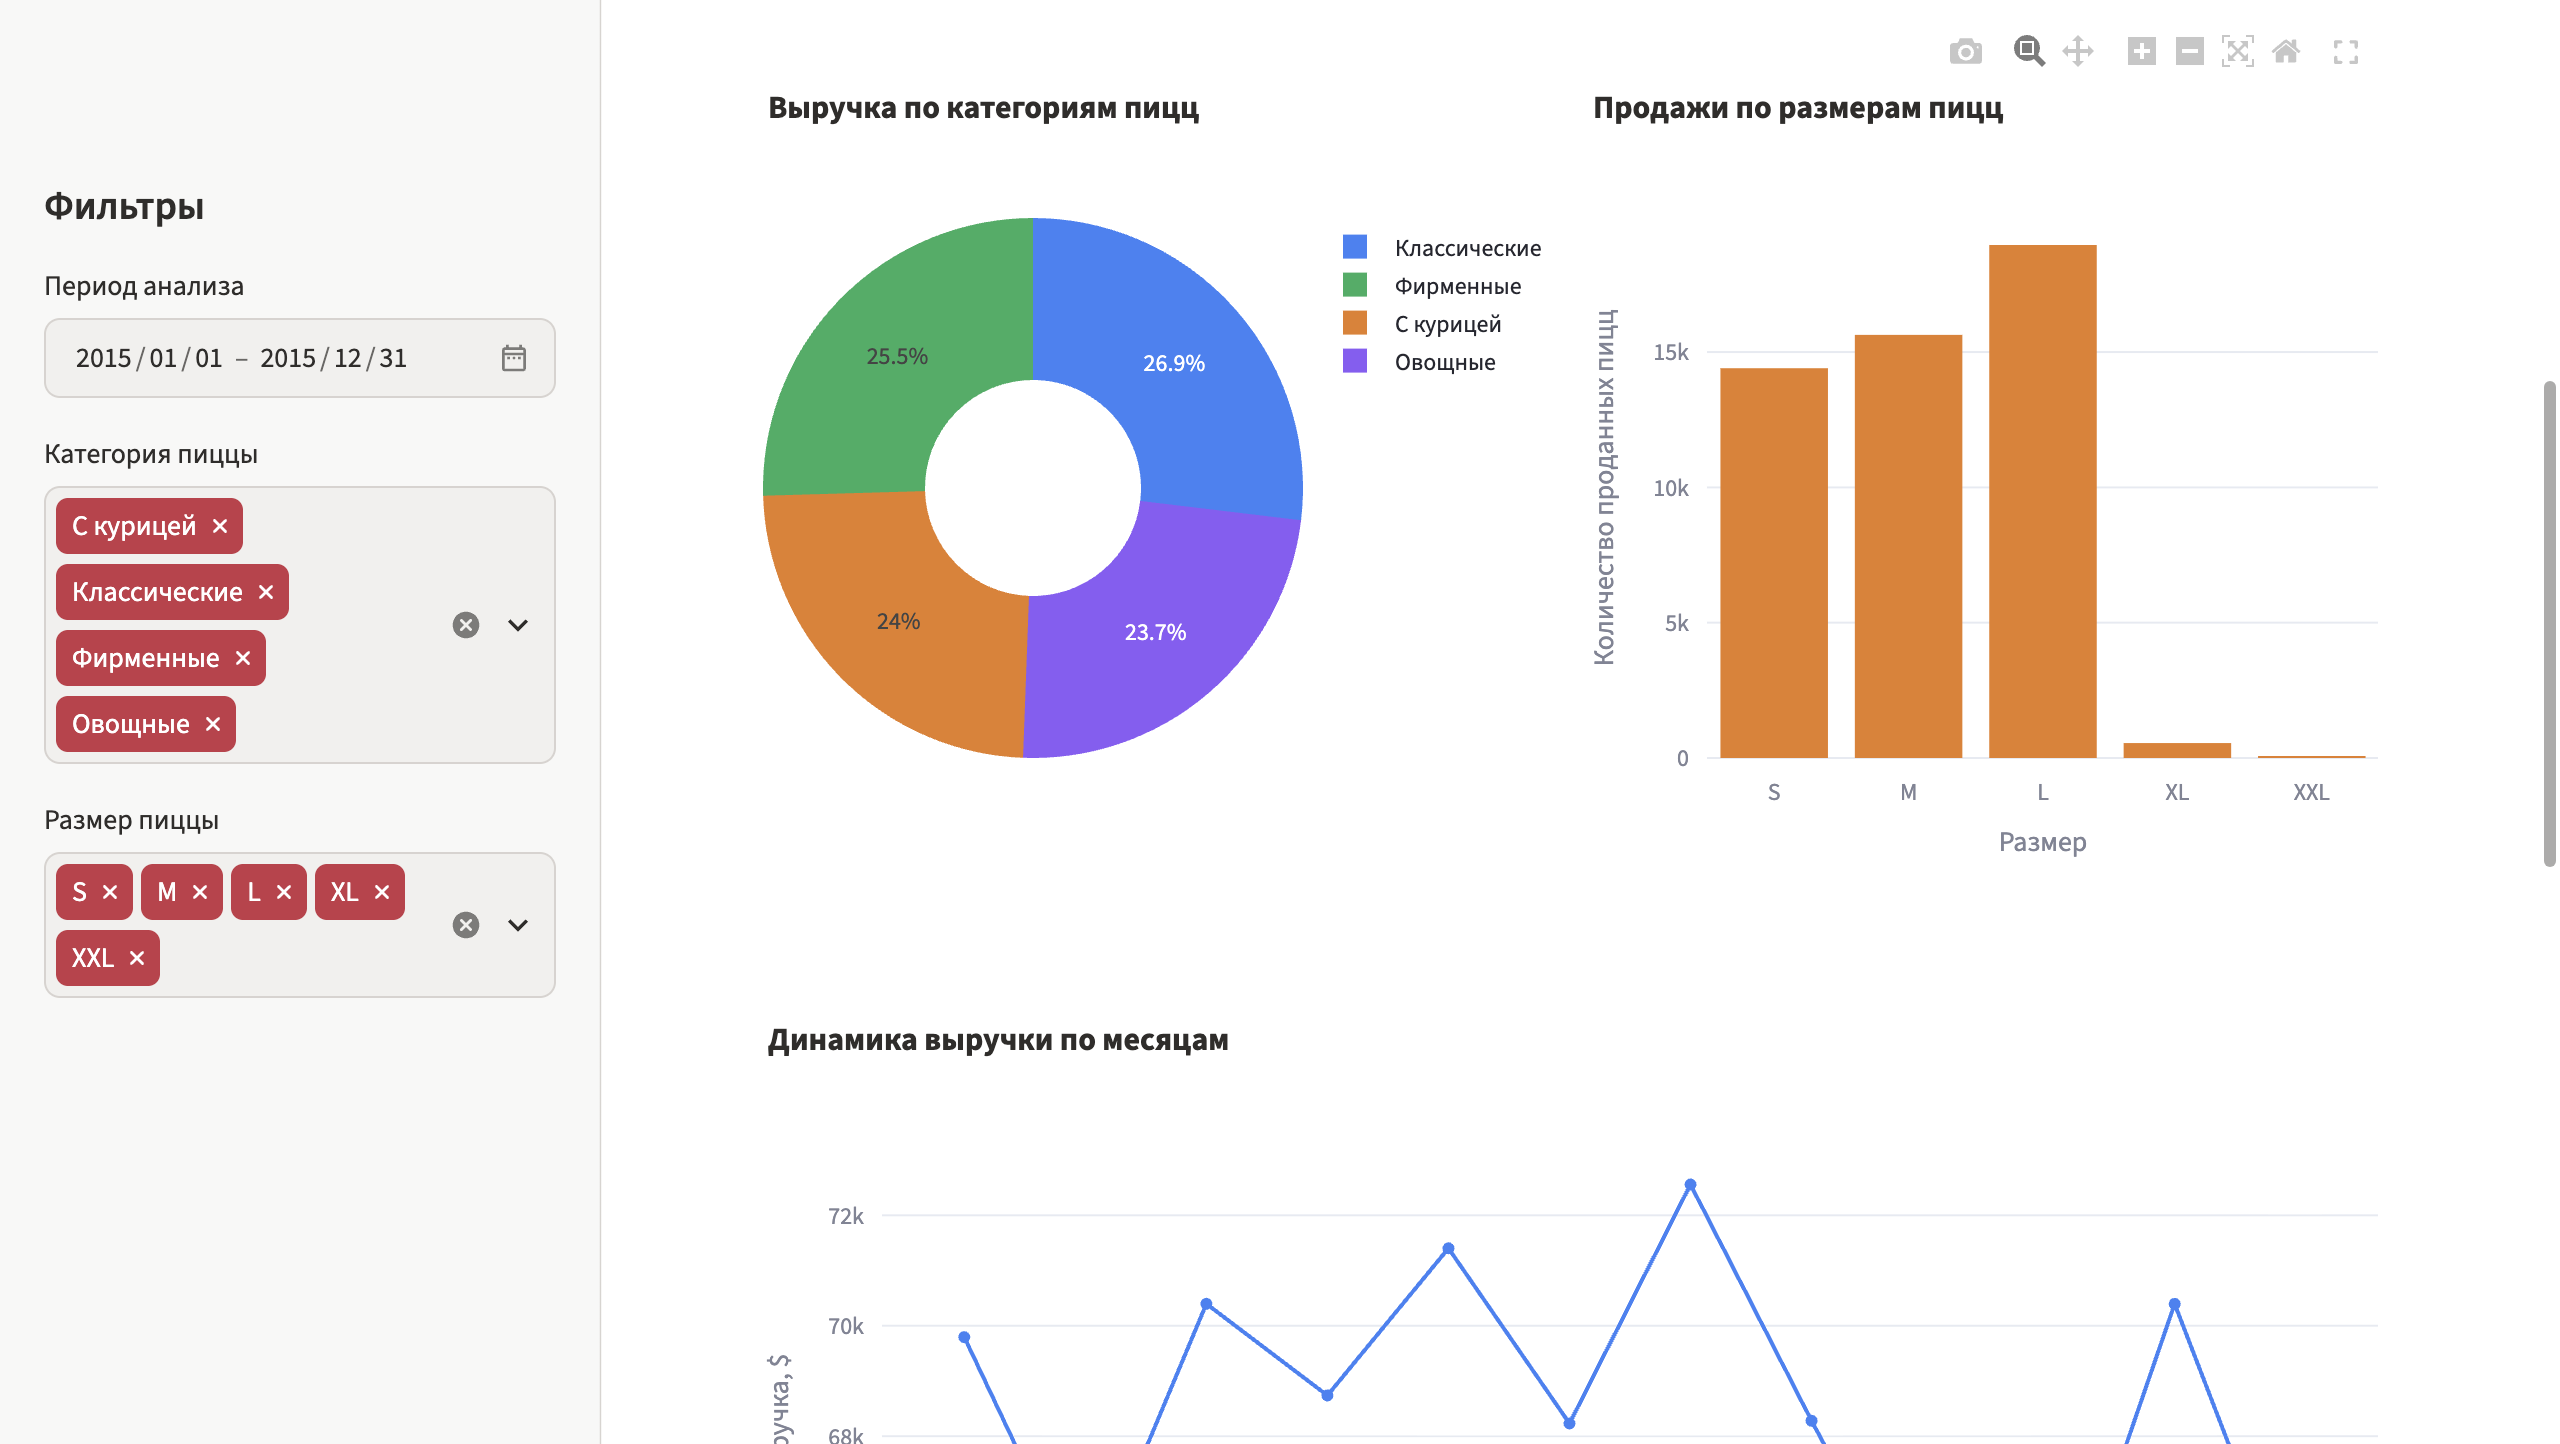 Фильтры
Период анализа
2015/01/01 – 2015/12/31
Категория пиццы
С курицей
Классические
Фирменные
Овощные
Размер пиццы
S M L XL
XXL
Выручка по категориям пицц
25.5%
26.9%
24%
23.7%
Классические
Фирменные
С курицей
Овощные
Продажи по размерам пицц
Количество проданных пицц
15k
10k
5k
0
S M L XL XXL
Размер
Динамика выручки по месяцам
72k
70k
68k
ручка, $